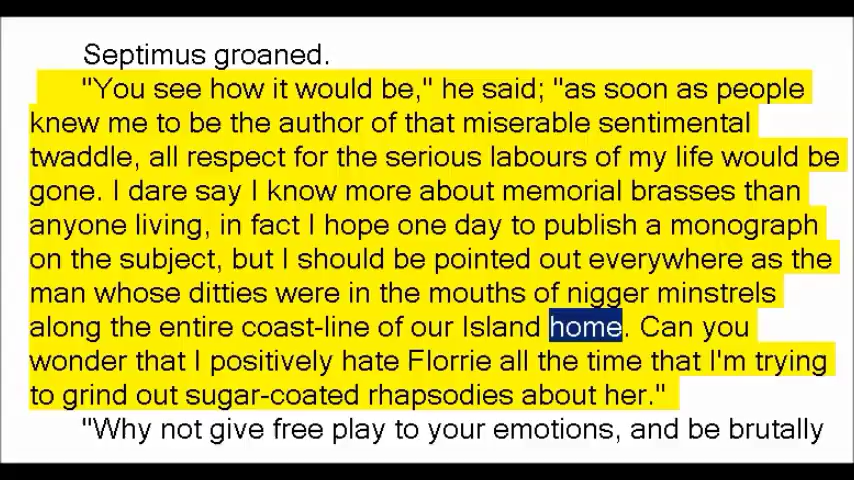 Septimus groaned.
"You see how it would be," he said; "as soon as people
knew me to be the author of that miserable sentimental
twaddle, all respect for the serious labours of my life would be
gone. I dare say I know more about memorial brasses than
anyone living, in fact I hope one day to publish a monograph
on the subject, but I should be pointed out everywhere as the
man whose ditties were in the mouths of nigger minstrels
along the entire coast-line of our Island home. Can you
wonder that I positively hate Florrie all the time that I'm trying
to grind out sugar-coated rhapsodies about her."
"Why not give free play to your emotions, and be brutally